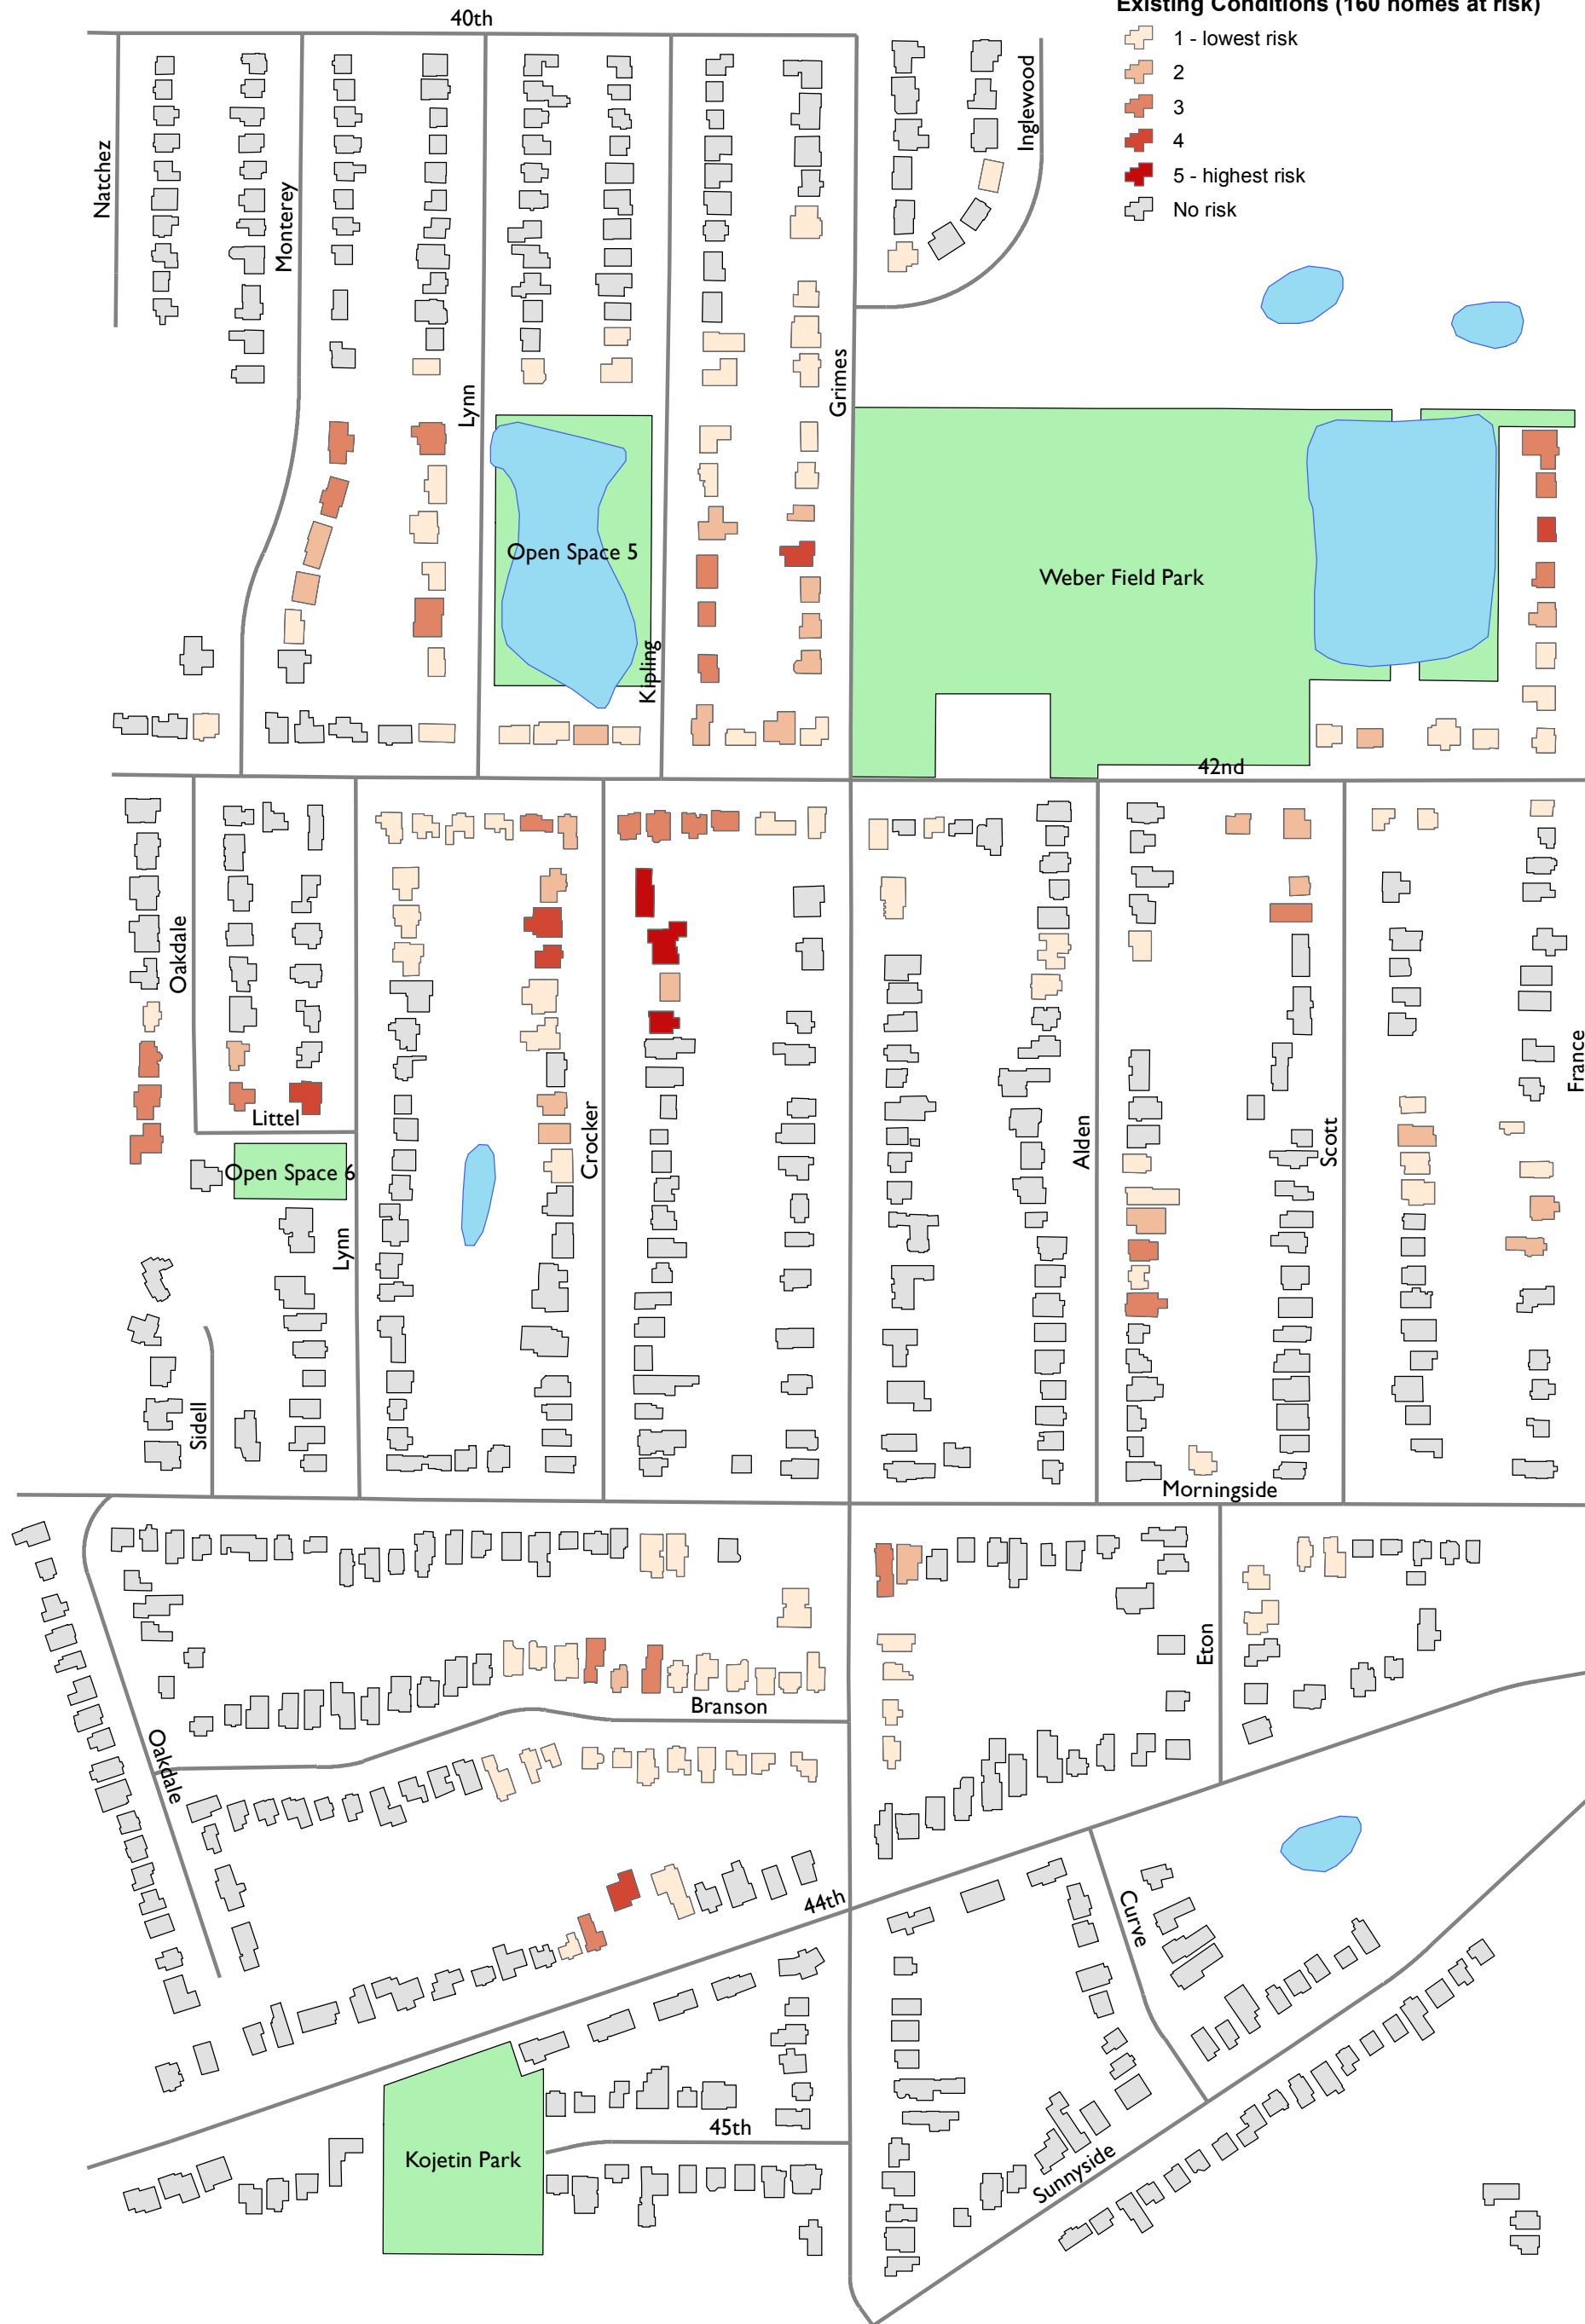 Existing Conditions (160 homes at risk)
1 - lowest risk
2
3
4
5 - highest risk
No risk
40th
Natchez
Monterey
Lynn
Grimes
Inglewood
Open Space 5
Kipling
Weber Field Park
42nd
Oakdale
Littel
Open Space 6
Lynn
Sidell
Crocker
Alden
Scott
France
Morningside
Oakdale
Branson
Eton
44th
Curve
45th
Kojetin Park
Sunnyside